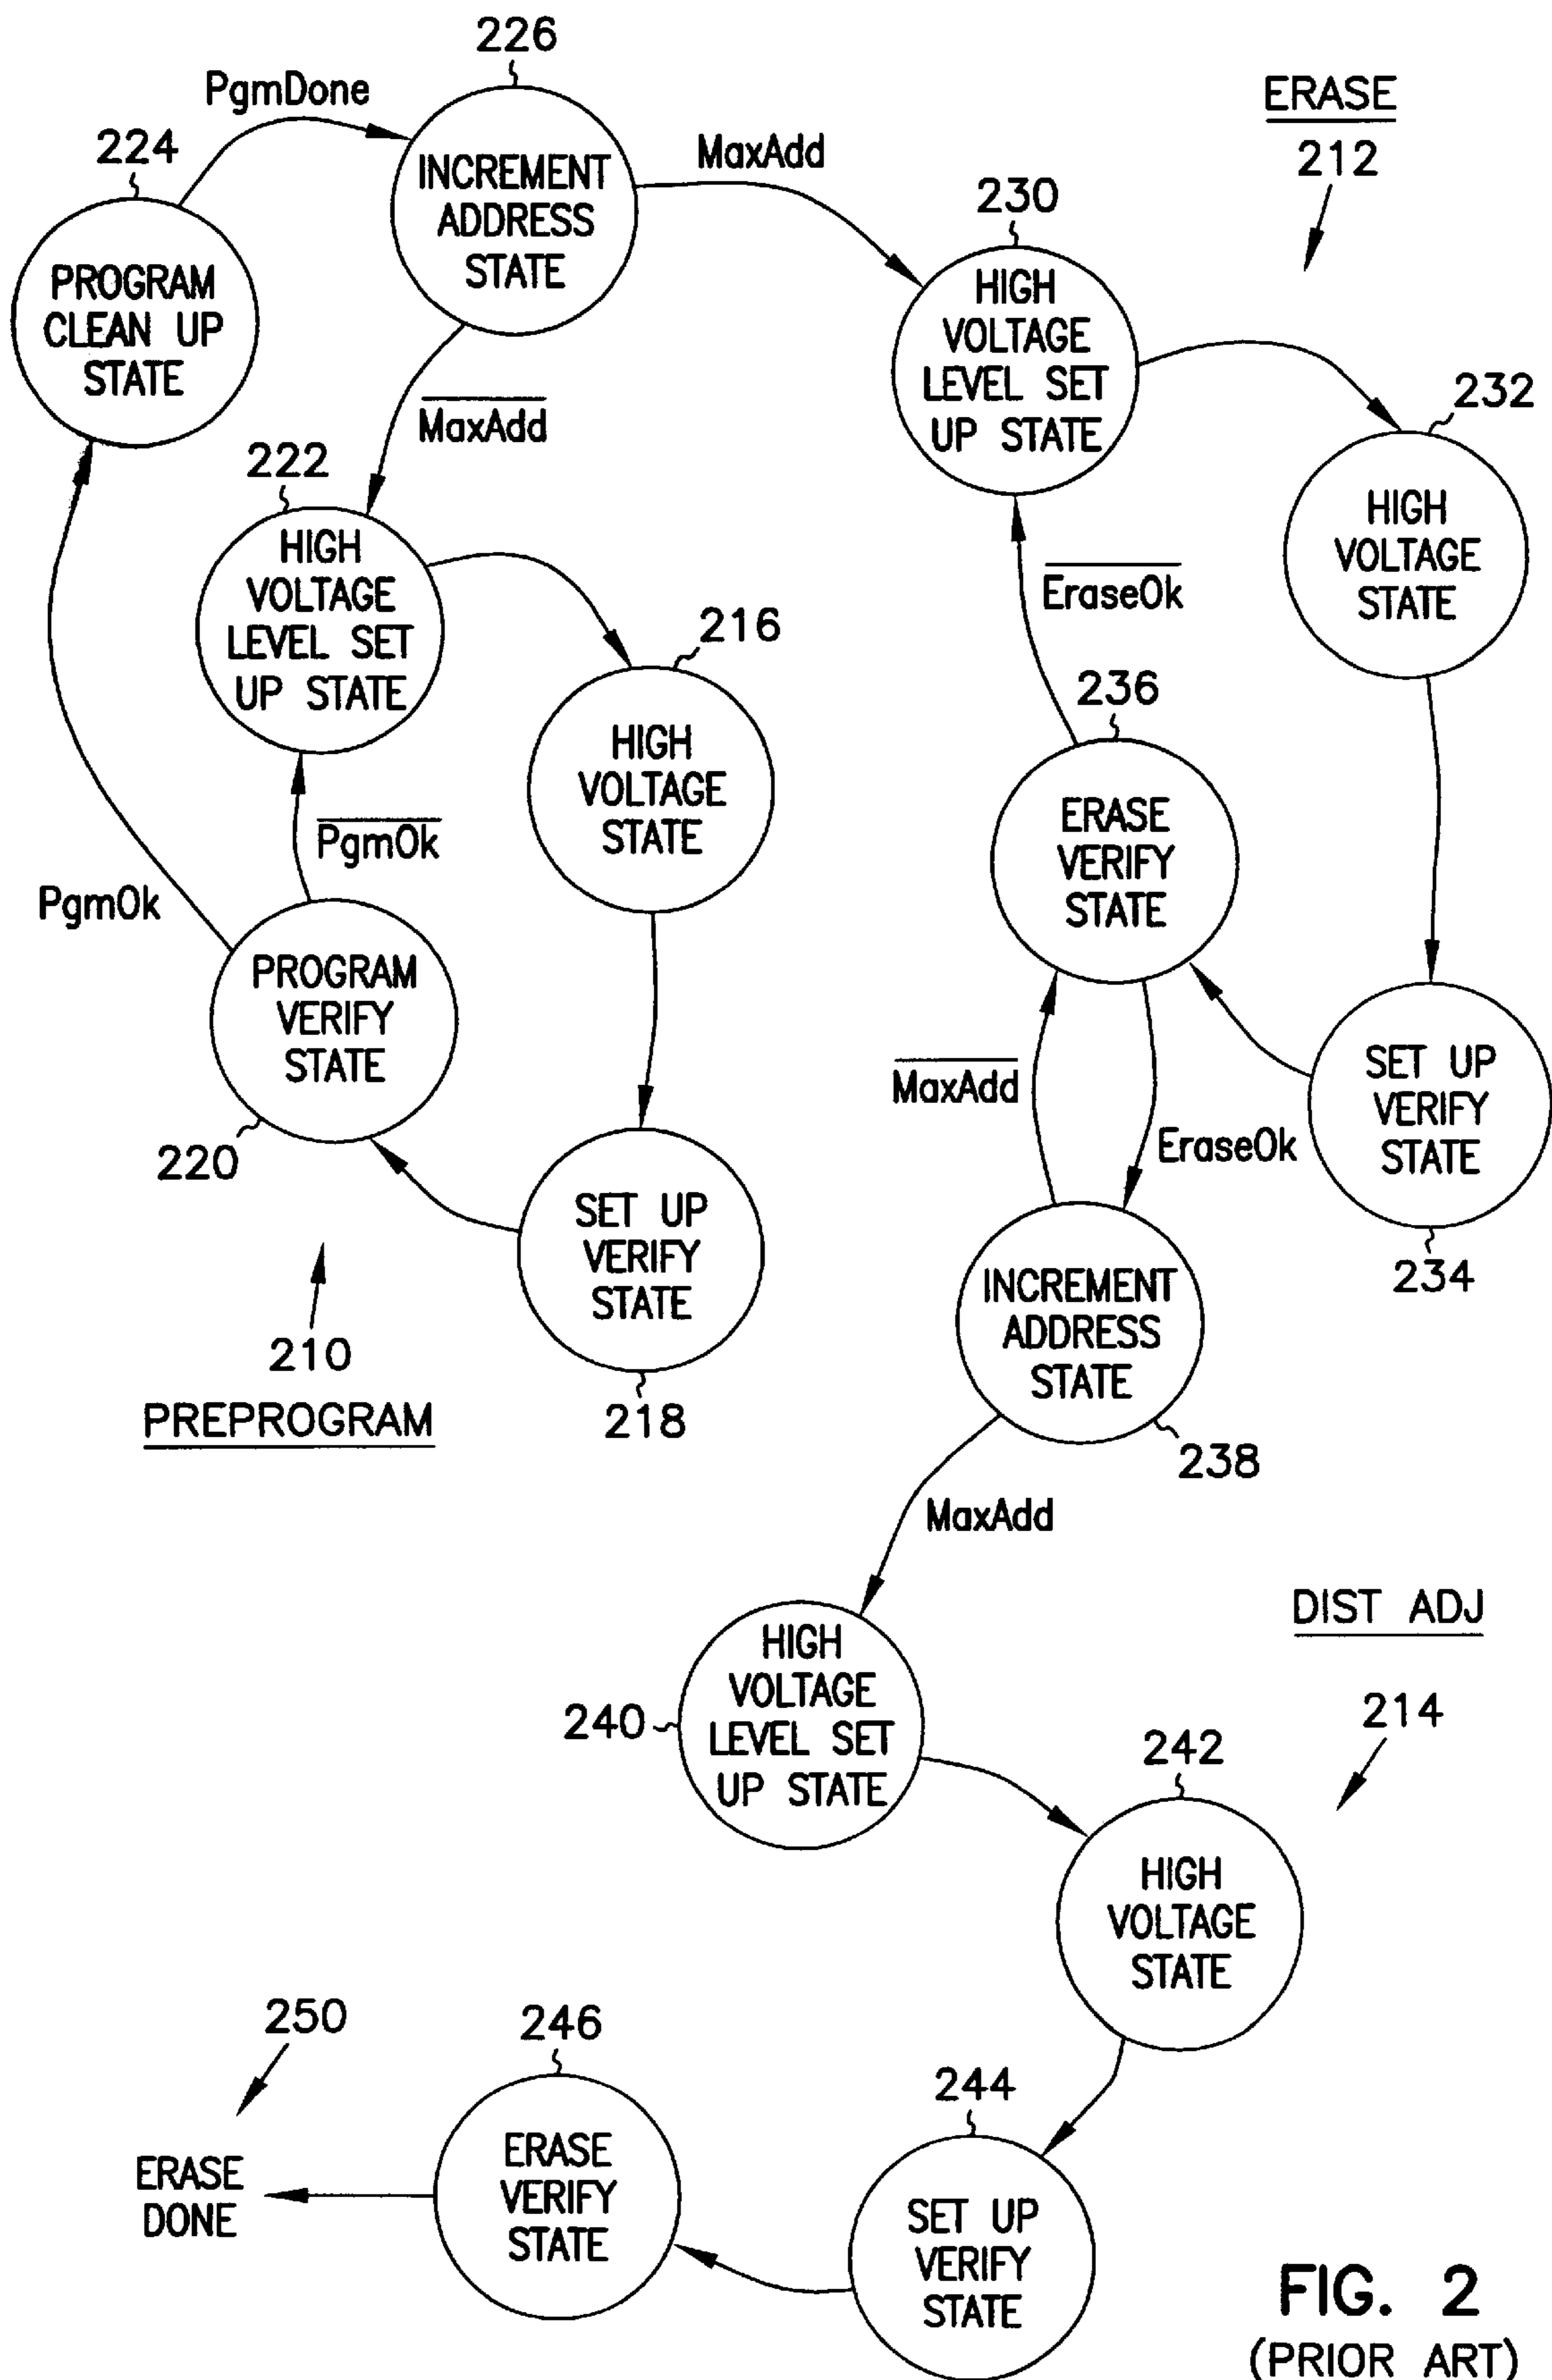 226
PgmDone
ERASE
212
224
MaxAdd
INCREMENT
ADDRESS
STATE
230
PROGRAM
CLEAN UP
STATE
HIGH
VOLTAGE
LEVEL SET
UP STATE
232
MaxAdd
222
HIGH
VOLTAGE
STATE
HIGH
VOLTAGE
LEVEL SET
UP STATE
EraseOk
216
236
HIGH
VOLTAGE
STATE
ERASE
VERIFY
STATE
PgmOk
PgmOk
PROGRAM
VERIFY
STATE
MaxAdd
SET UP
VERIFY
STATE
220
EraseOk
SET UP
VERIFY
STATE
234
INCREMENT
ADDRESS
STATE
210
PREPROGRAM
218
238
MaxAdd
DIST ADJ
HIGH
VOLTAGE
LEVEL SET
UP STATE
240
214
242
HIGH
VOLTAGE
STATE
250
246
244
ERASE
DONE
ERASE
VERIFY
STATE
SET UP
VERIFY
STATE
FIG. 2
(PRIOR ART)